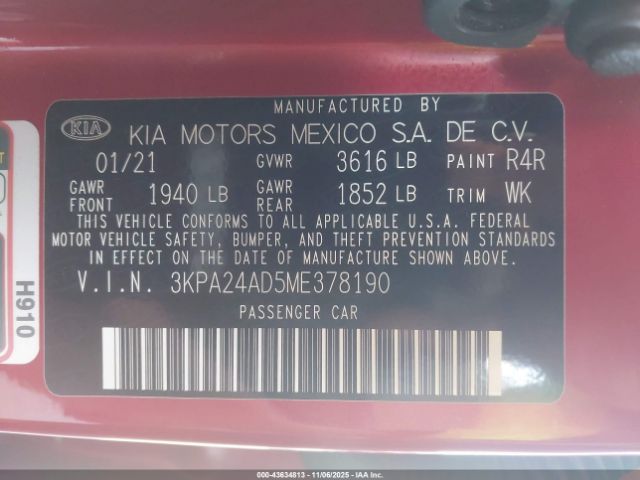 MANUFACTURED BY
KIA KIA MOTORS MEXICO S.A. DE C.V.
01/21 GVWR 3616 LB PAINT R4R
GAWR FRONT 1940 LB GAWR REAR 1852 LB TRIM WK
THIS VEHICLE CONFORMS TO ALL APPLICABLE U.S.A. FEDERAL
MOTOR VEHICLE SAFETY, BUMPER, AND THEFT PREVENTION STANDARDS
IN EFFECT ON THE DATE OF MANUFACTURE SHOWN ABOVE
V.I.N. 3KPA24AD5ME378190
PASSENGER CAR
H910
000-43634813 - 11/06/2025 - COPYRIGHT IAA, LLC.